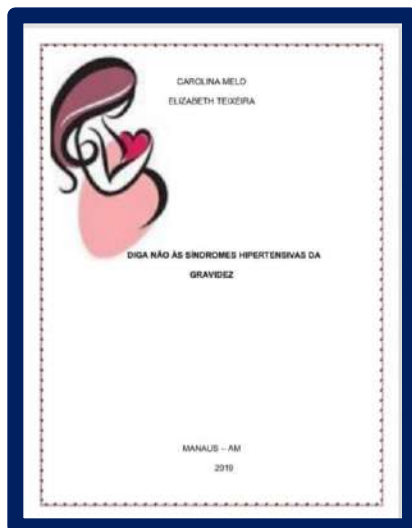 CAROLINA MELO
ELIZABETH TEIXEIRA
DIGA NÃO ÀS SÍNDROMES HIPERTENSIVAS DA
GRAVIDEZ
MANAUS – AM
2019